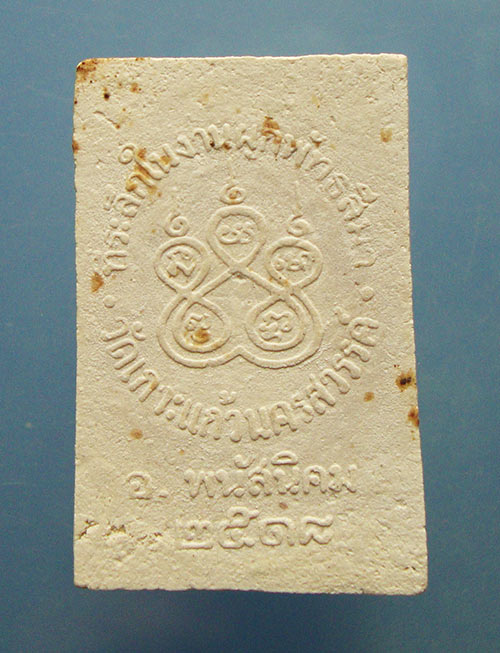 ที่ระลึกในงานผูกพัทธสีมา
วัดเกาะแก้วนครสวรรค์
อ. พนัสนิคม
๒๕๑๘